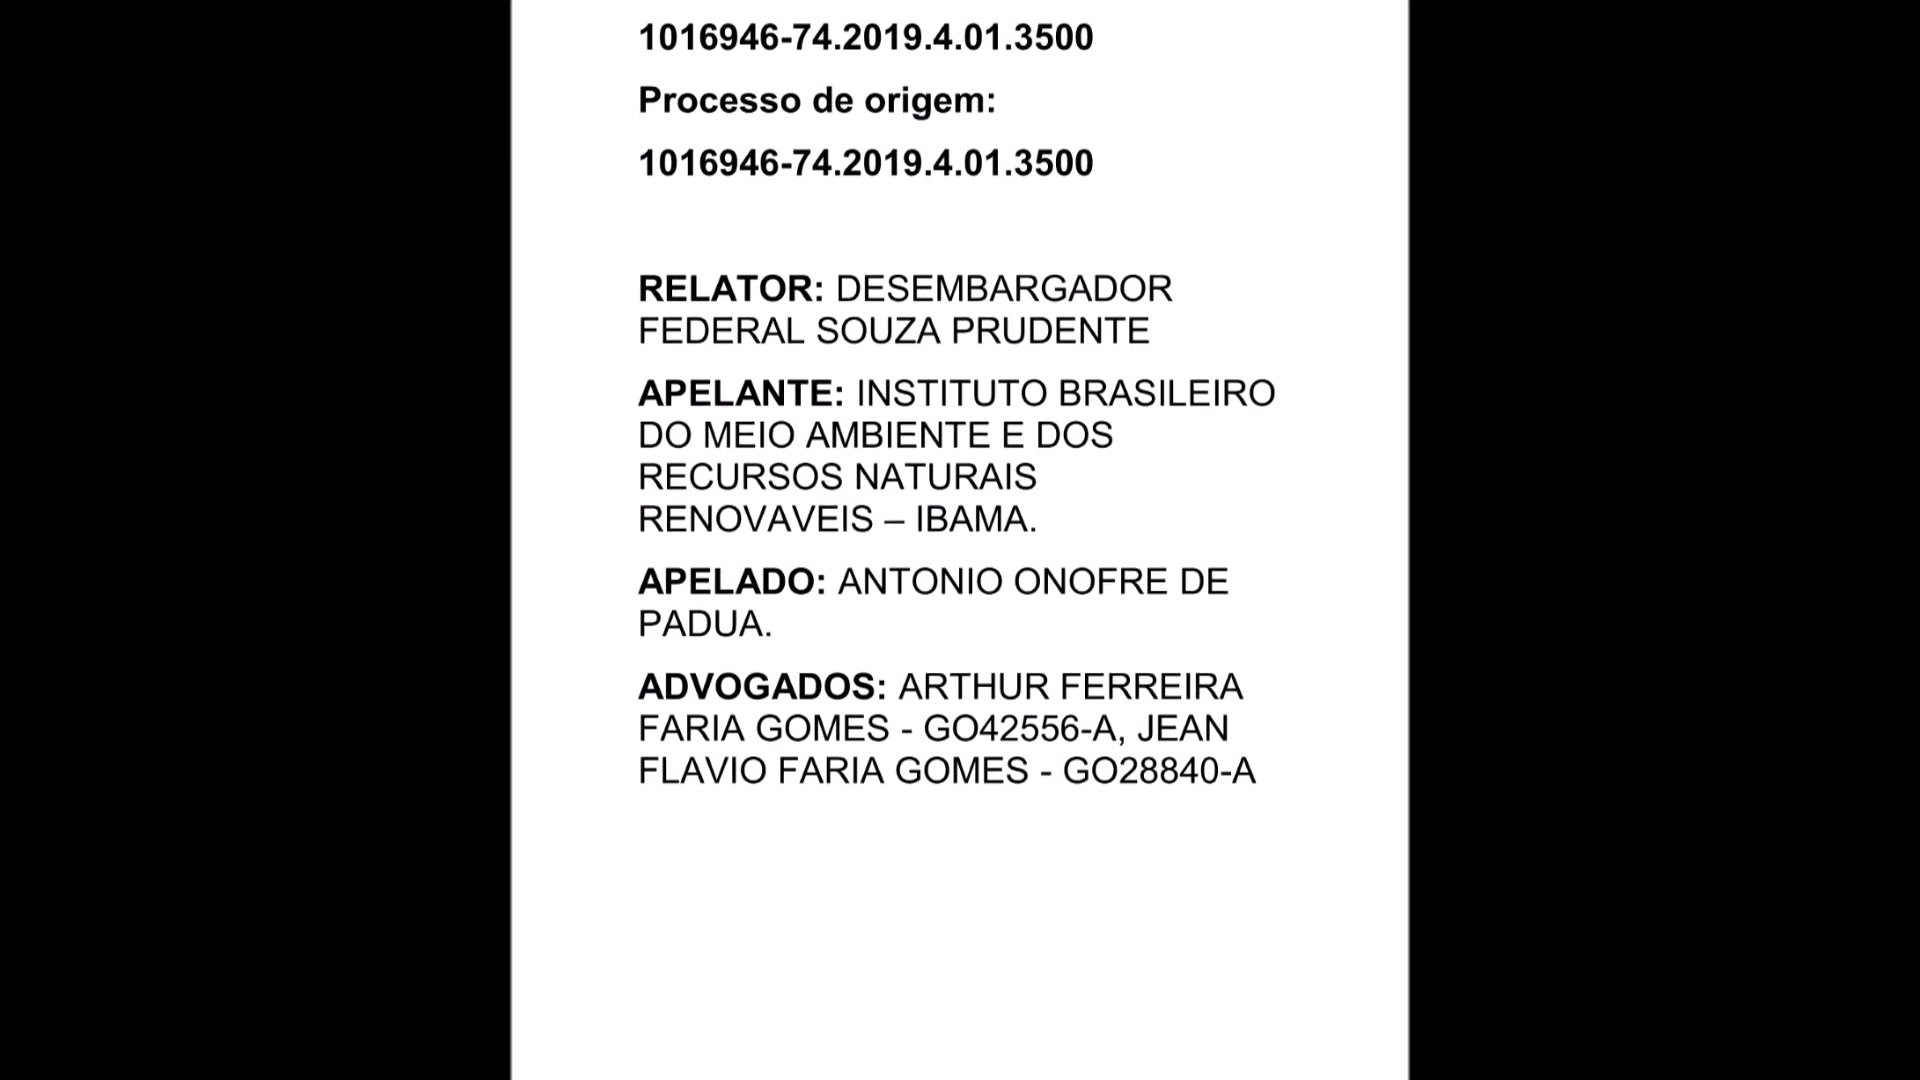 1016946-74.2019.4.01.3500
Processo de origem:
1016946-74.2019.4.01.3500
RELATOR: DESEMBARGADOR
FEDERAL SOUZA PRUDENTE
APELANTE: INSTITUTO BRASILEIRO
DO MEIO AMBIENTE E DOS
RECURSOS NATURAIS
RENOVAVEIS – IBAMA.
APELADO: ANTONIO ONOFRE DE
PADUA.
ADVOGADOS: ARTHUR FERREIRA
FARIA GOMES - GO42556-A, JEAN
FLAVIO FARIA GOMES - GO28840-A